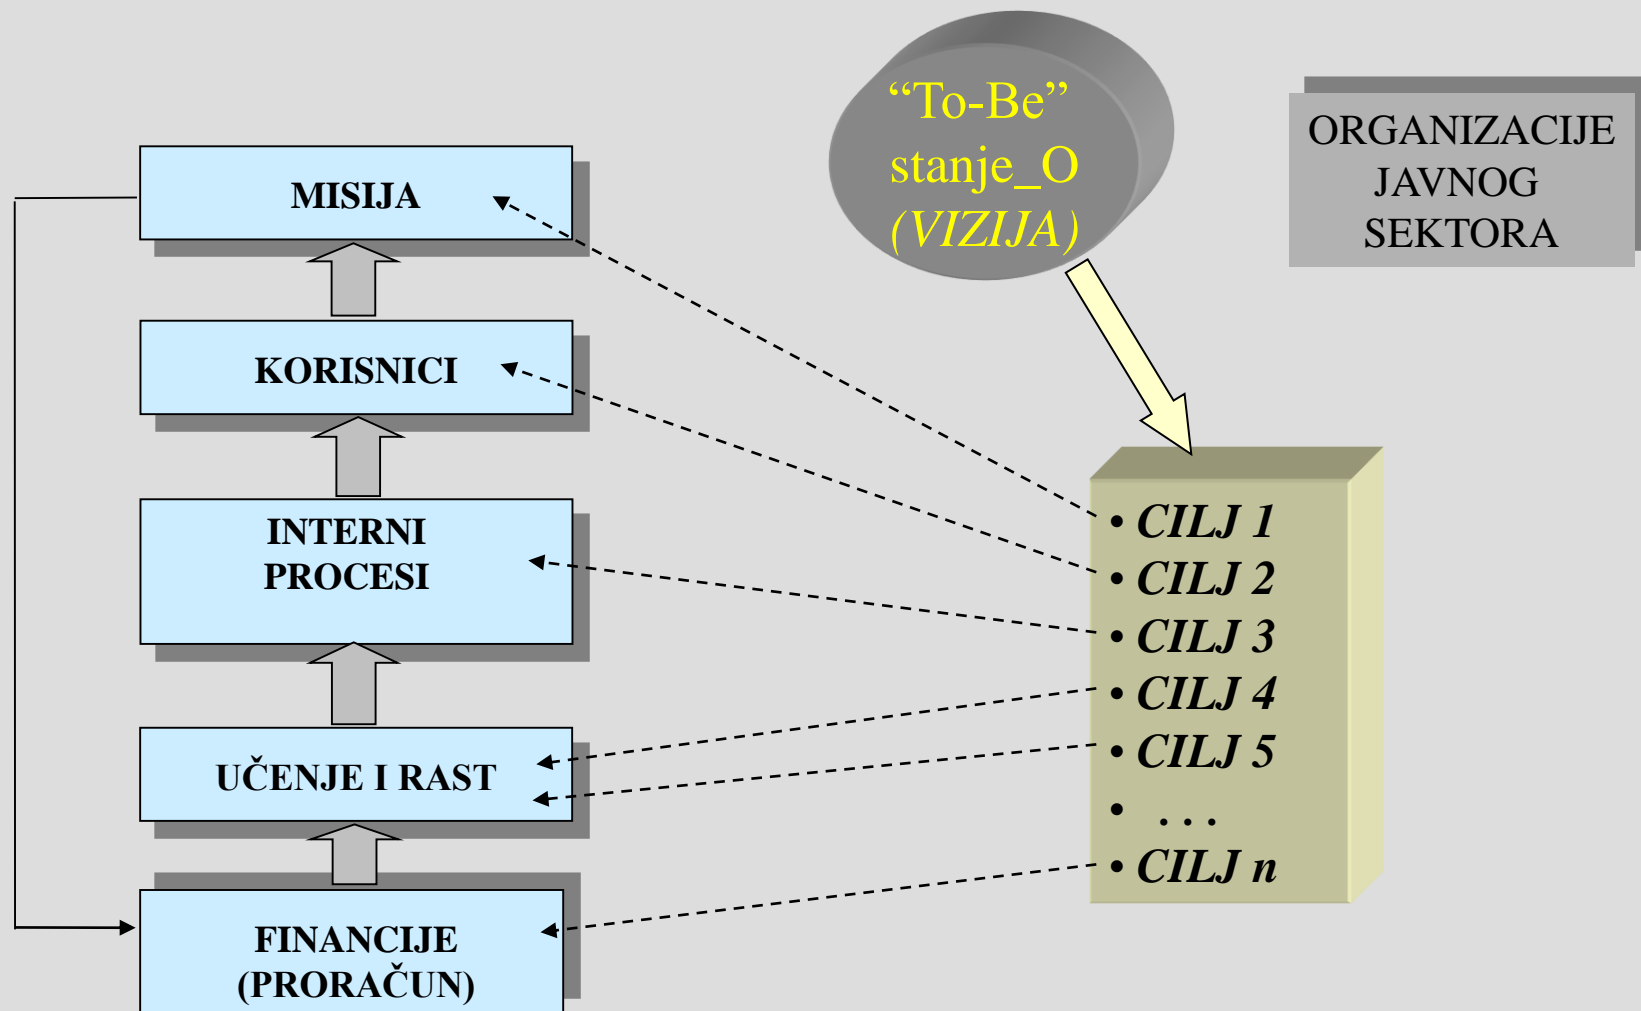 “To-Be”
stanje_O
(VIZIJA)
ORGANIZACIJE
JAVNOG
SEKTORA
MISIJA
KORISNICI
INTERNI
PROCESI
UČENJE I RAST
FINANCIJE
(PRORAČUN)
• CILJ 1
• CILJ 2
• CILJ 3
• CILJ 4
• CILJ 5
• . . .
• CILJ n